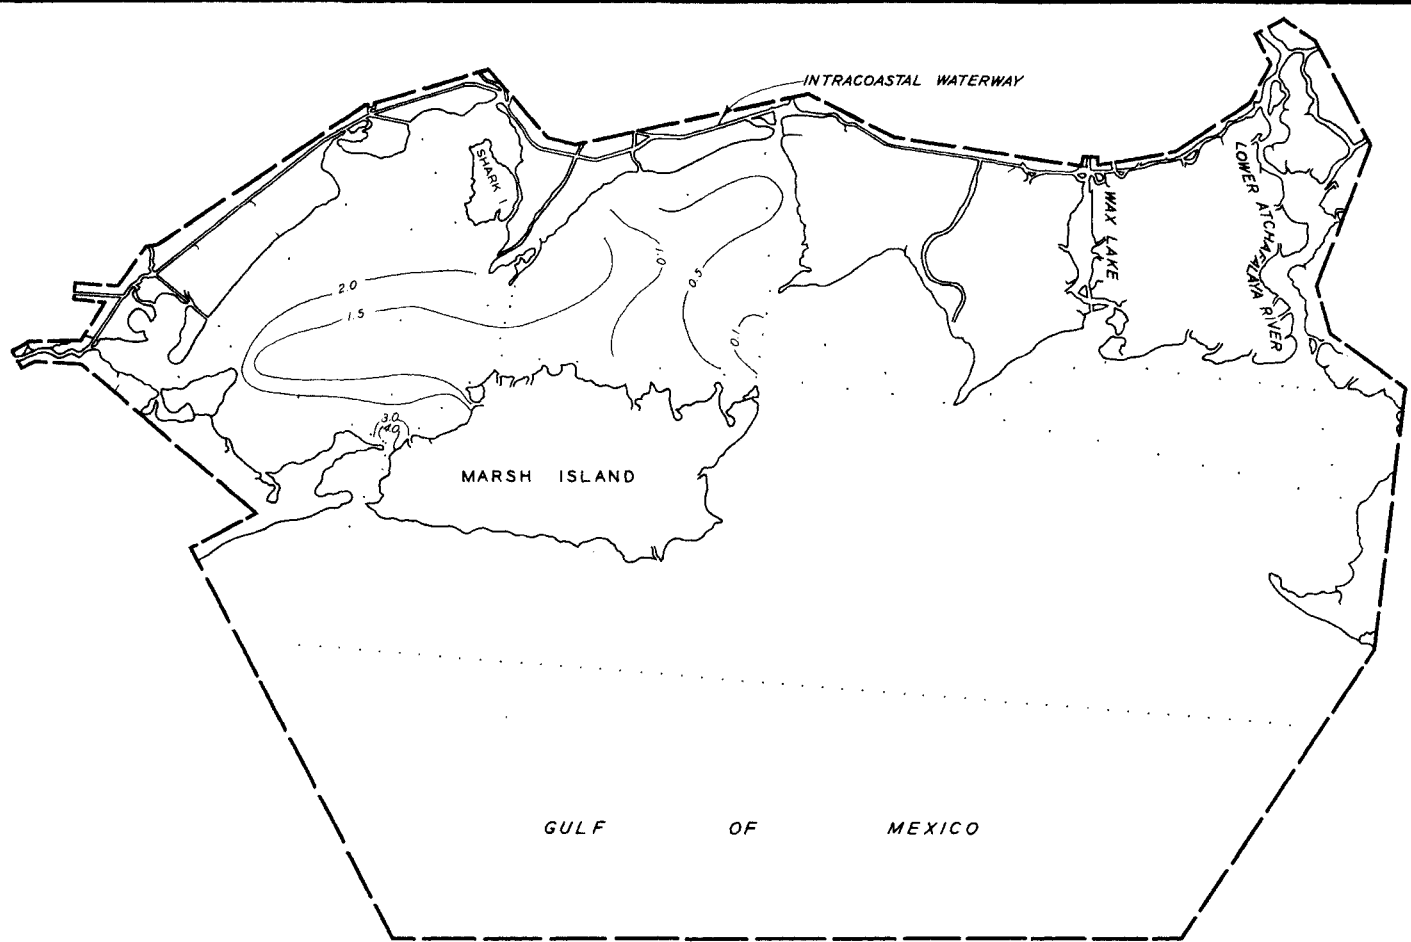 INTRACOASTAL WATERWAY
SHARK I.
LOWER ATCHAFALAYA RIVER
WAX LAKE
1.0
0.5
2.0
1.5
0.1
3.0
4.0
MARSH ISLAND
GULF OF MEXICO